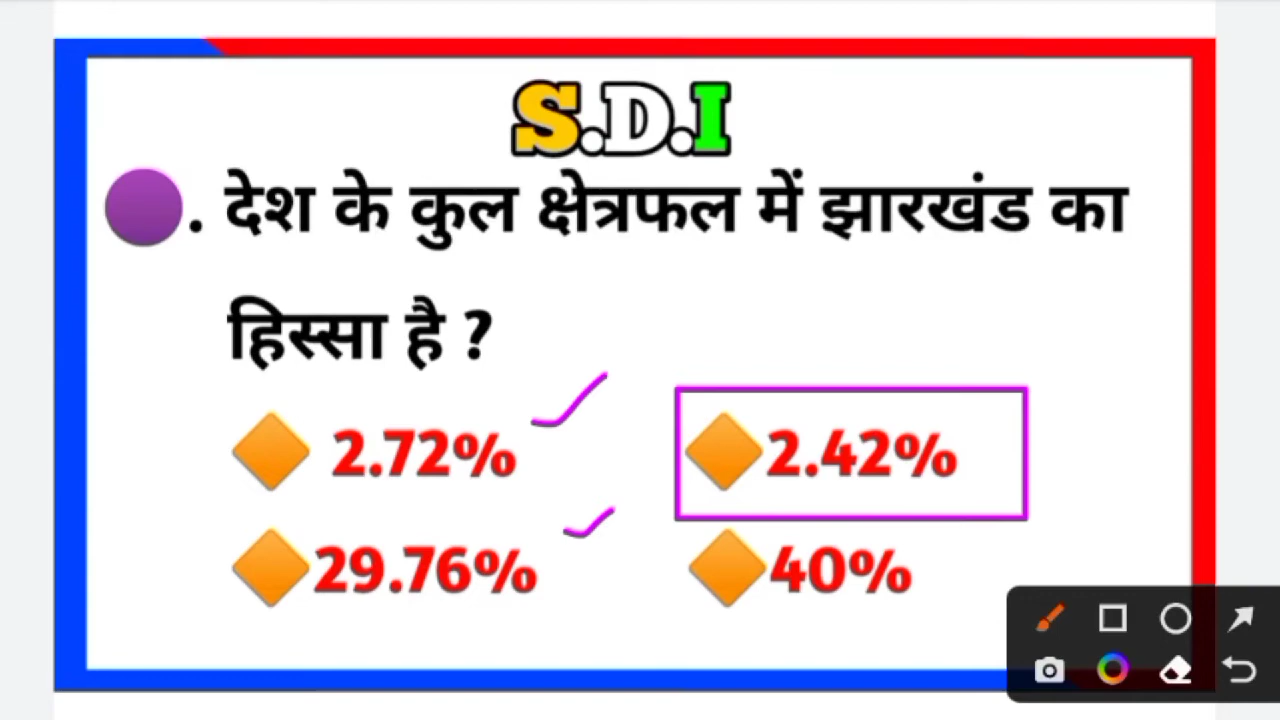 S.D.I
. देश के कुल क्षेत्रफल में झारखंड का
हिस्सा है ?
2.72% 2.42%
29.76% 40%